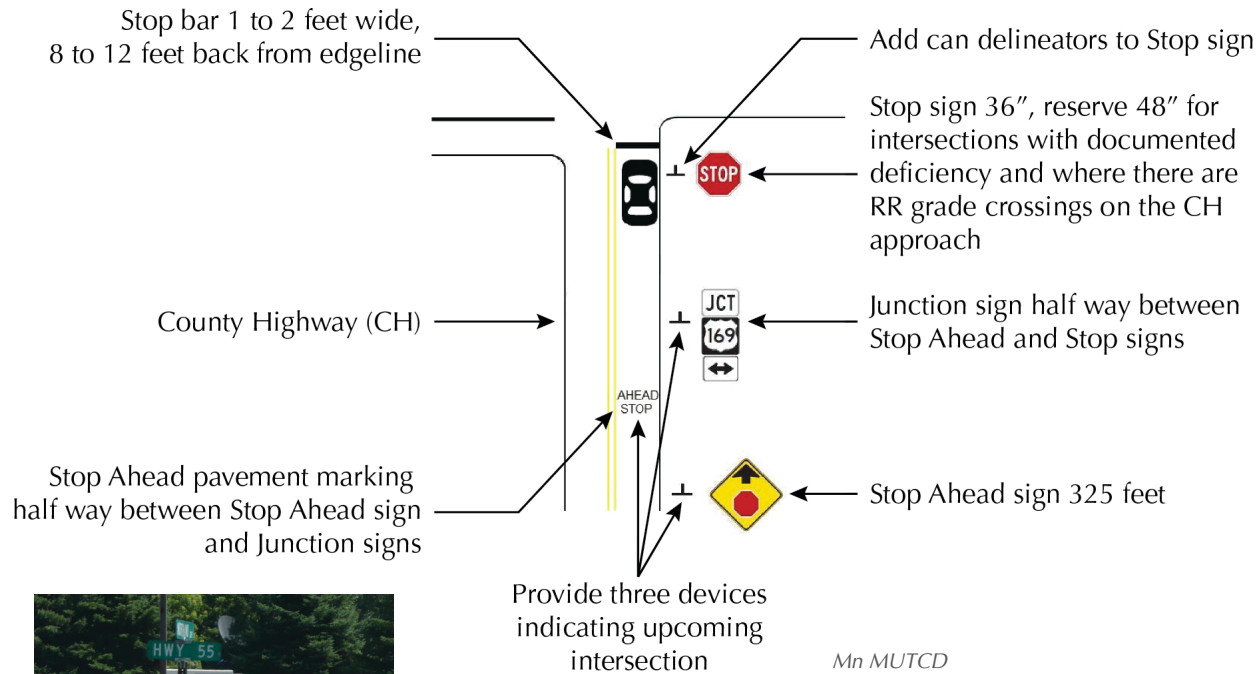 Stop bar 1 to 2 feet wide,
8 to 12 feet back from edgeline
Add can delineators to Stop sign
Stop sign 36”, reserve 48” for
intersections with documented
deficiency and where there are
RR grade crossings on the CH
approach
STOP
County Highway (CH)
JCT
169
Junction sign half way between
Stop Ahead and Stop signs
AHEAD
STOP
Stop Ahead pavement marking
half way between Stop Ahead sign
and Junction signs
Stop Ahead sign 325 feet
Provide three devices
indicating upcoming
intersection
HWY 55
Mn MUTCD